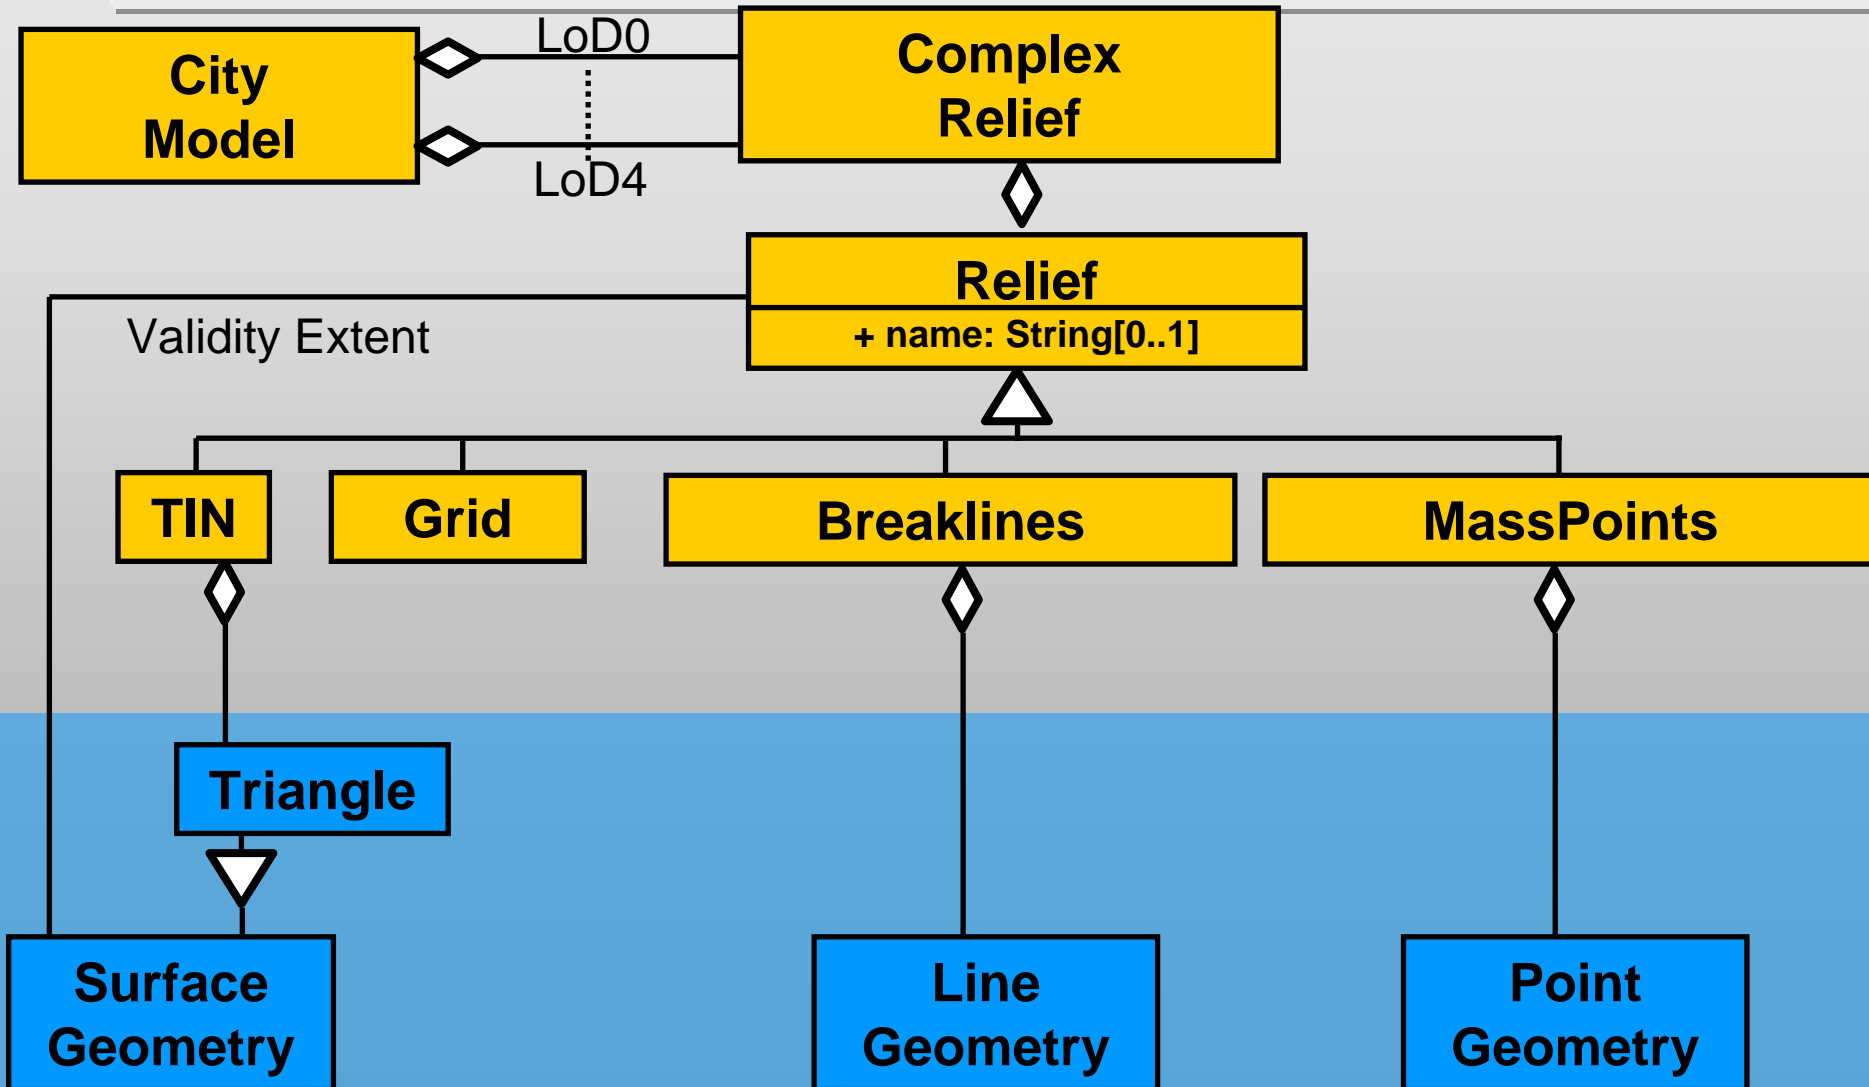 City
Model
LoD0
LoD4
Complex
Relief
Relief
+ name: String[0..1]
Validity Extent
TIN
Grid
Breaklines
MassPoints
Triangle
Surface
Geometry
Line
Geometry
Point
Geometry